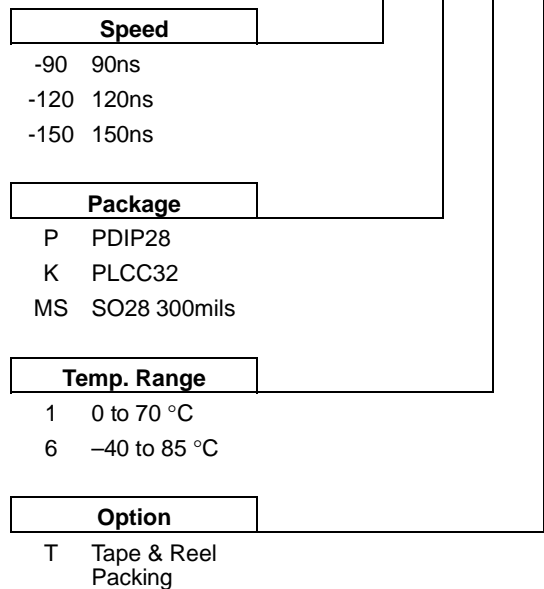 Speed
-90 90ns
-120 120ns
-150 150ns
Package
P PDIP28
K PLCC32
MS SO28 300mils
Temp. Range
1 0 to 70 °C
6 –40 to 85 °C
Option
T Tape & Reel
Packing